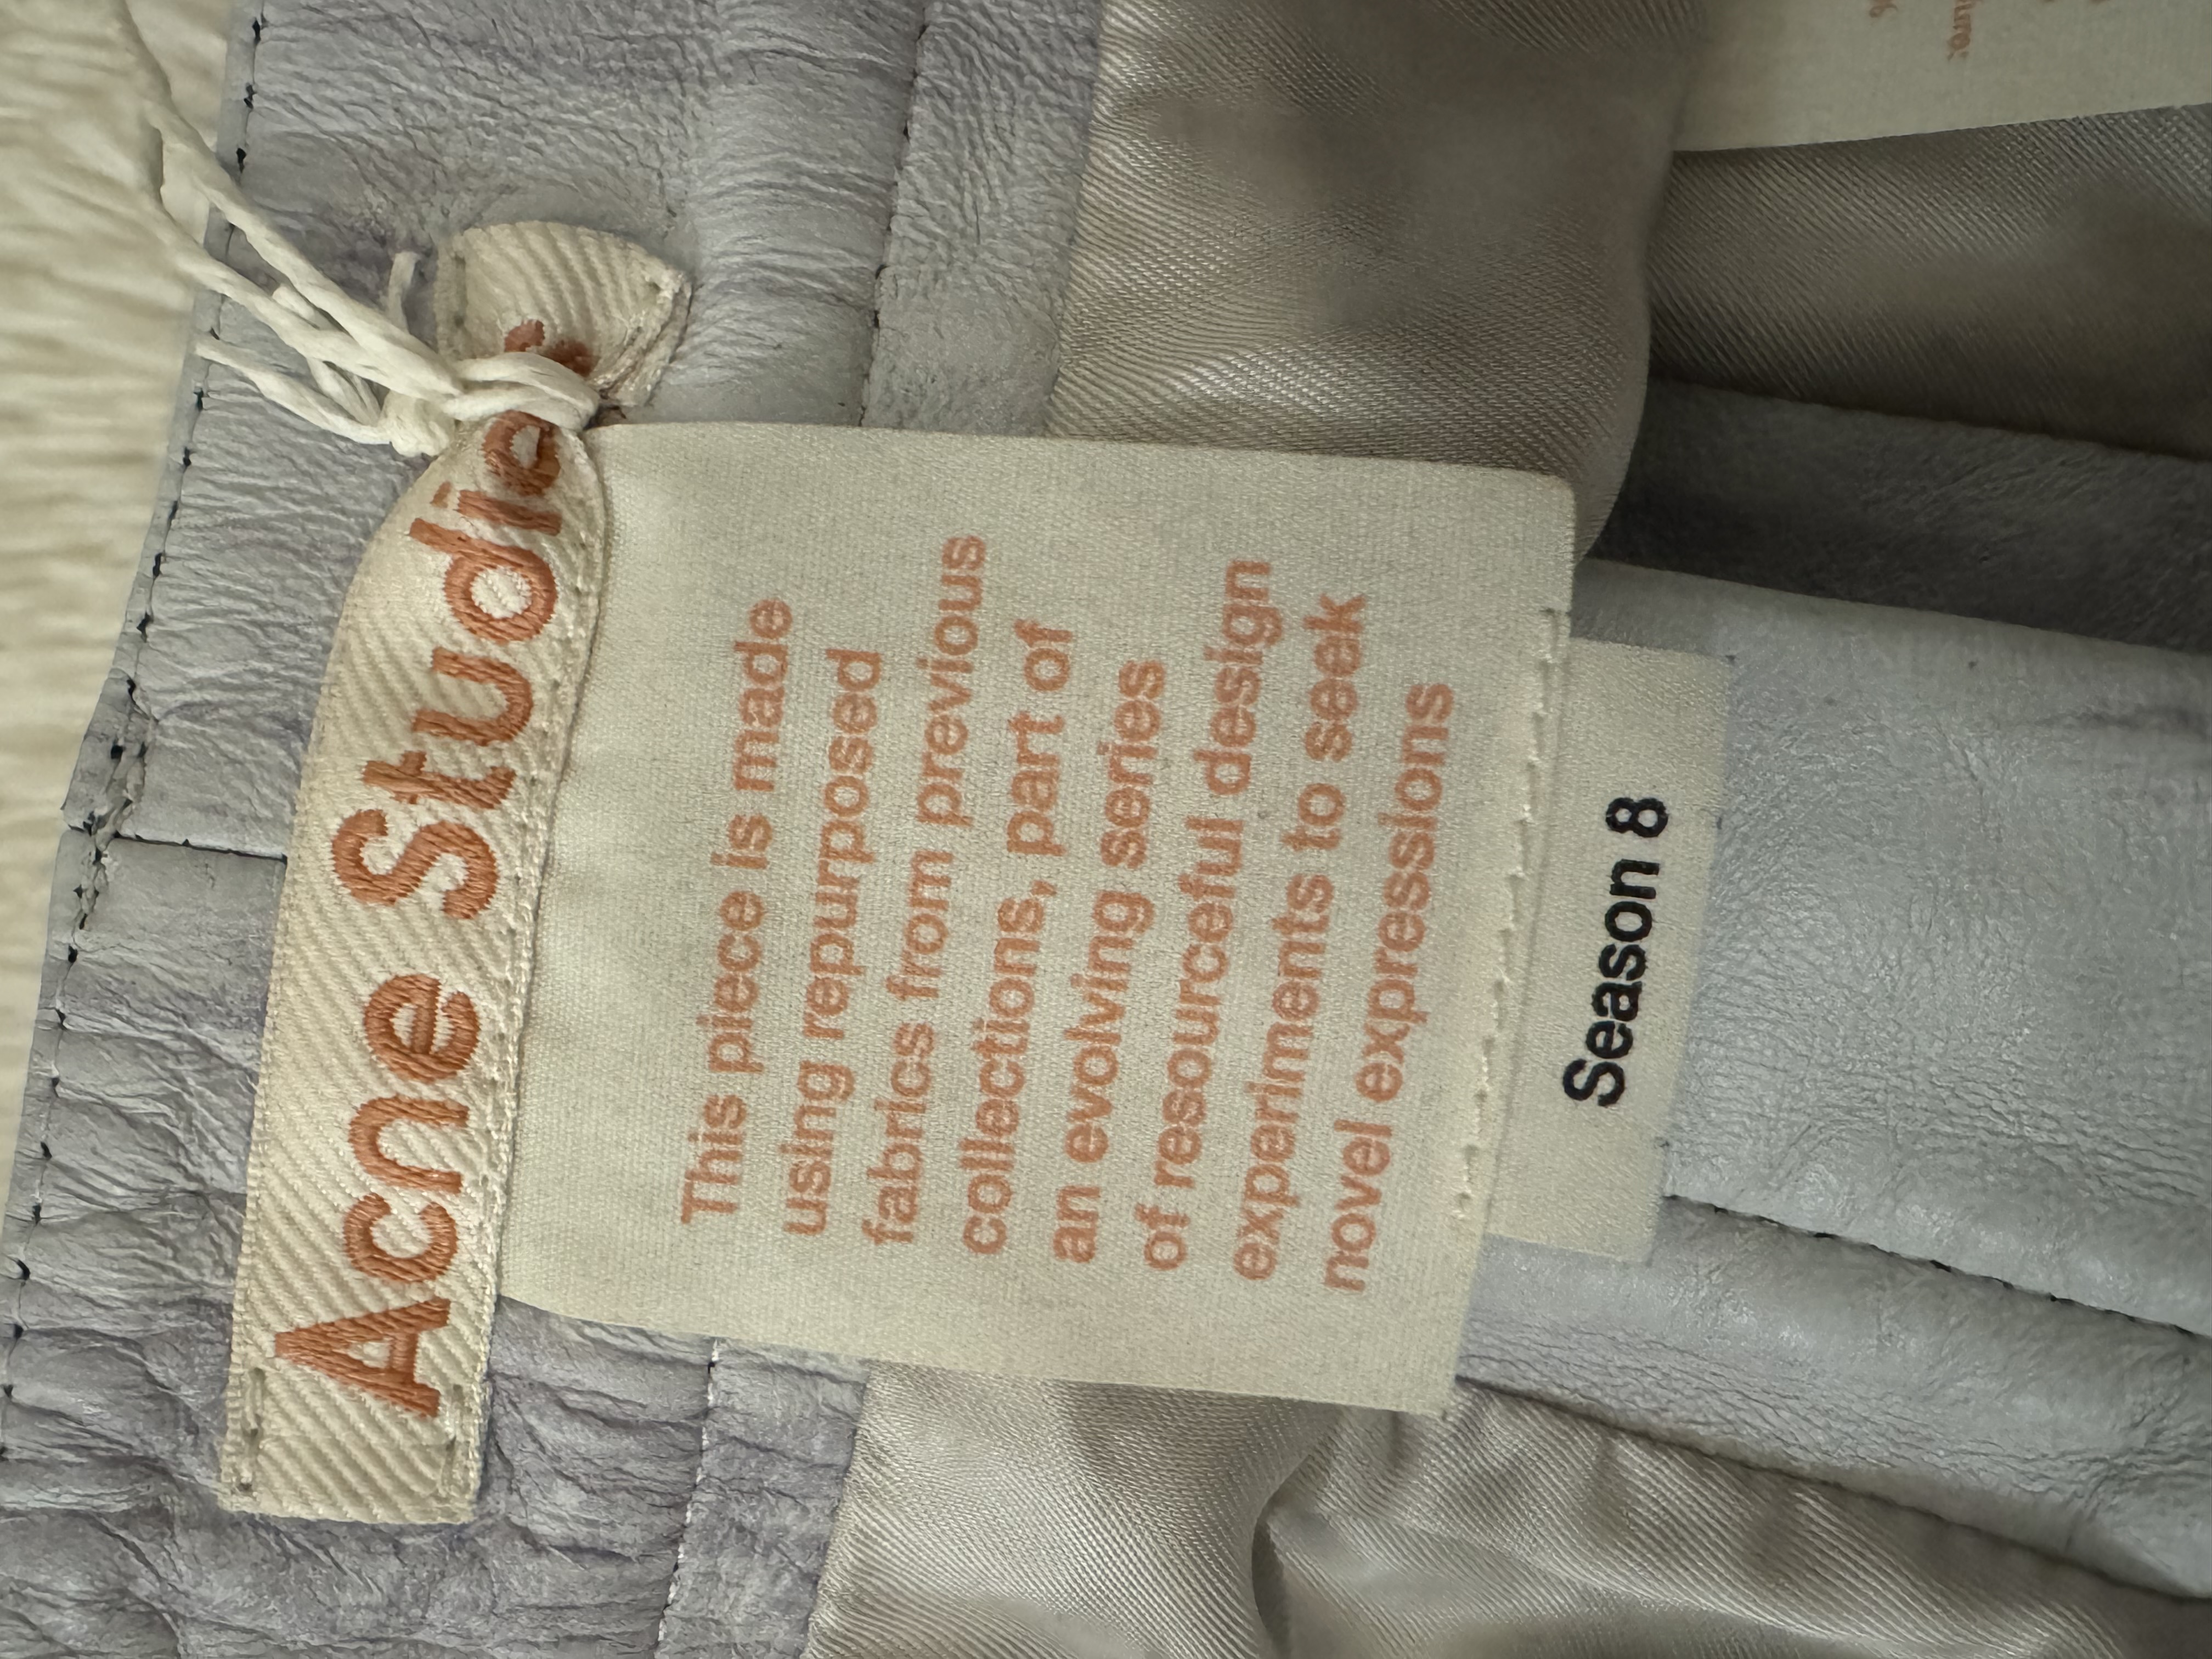 Acne Studios
This piece is made
using repurposed
fabrics from previous
collections, part of
an evolving series
of resourceful design
experiments to seek
novel expressions
Season 8